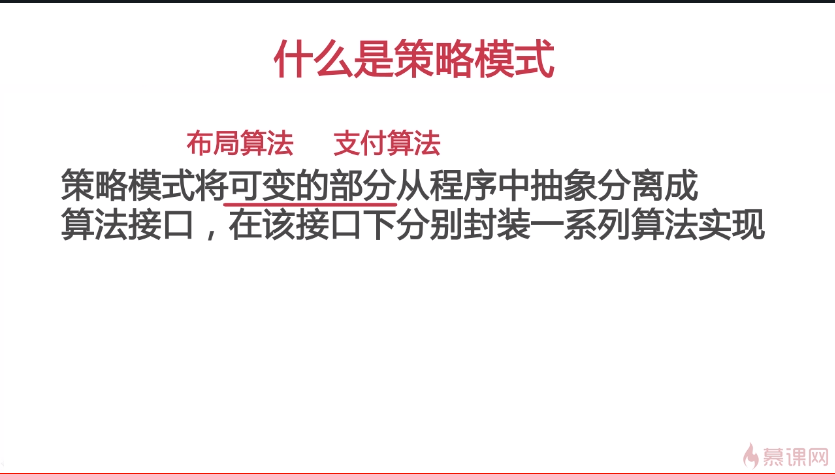 什么是策略模式
布局算法 支付算法
策略模式将可变的部分从程序中抽象分离成
算法接口，在该接口下分别封装一系列算法实现
慕课网